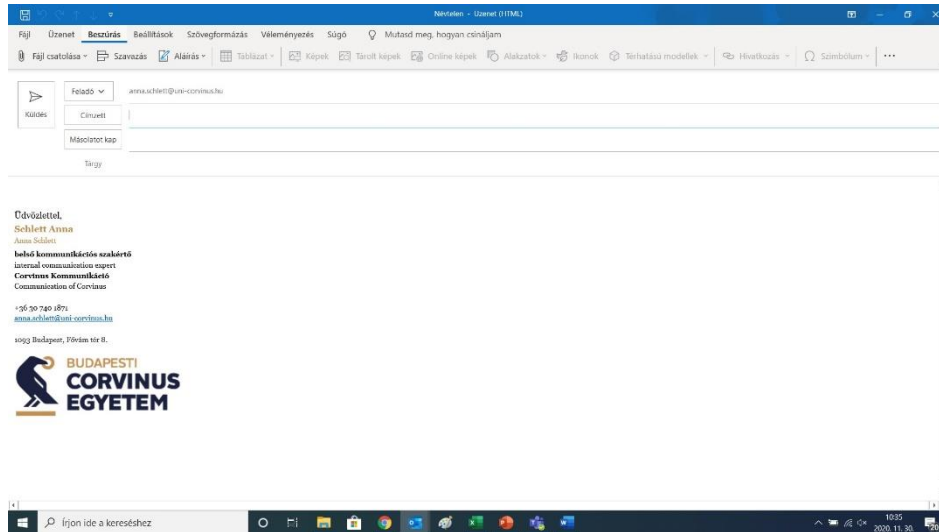 Névtelen - Üzenet (HTML)
Fájl Üzenet Beszúrás Beállítások Szövegformázás Véleményezés Súgó Mutasd meg, hogyan csináljam
Fájl csatolása Szavazás Aláírás Táblázat Képek Tárolt képek Online képek Alakzatok Ikonok Térhatású modellek Hivatkozás Szimbólum
Feladó anna.schlett@uni-corvinus.hu
Küldés
Címzett
Másolatot kap
Tárgy
Üdvözlettel,
Schlett Anna
Anna Schlett
belső kommunikációs szakértő
internal communication expert
Corvinus Kommunikáció
Communication of Corvinus
+36 30 740 1871
anna.schlett@uni-corvinus.hu
1093 Budapest, Fővám tér 8.
BUDAPESTI
CORVINUS
EGYETEM
Írjon ide a kereséshez
10:35
2020. 11. 30.